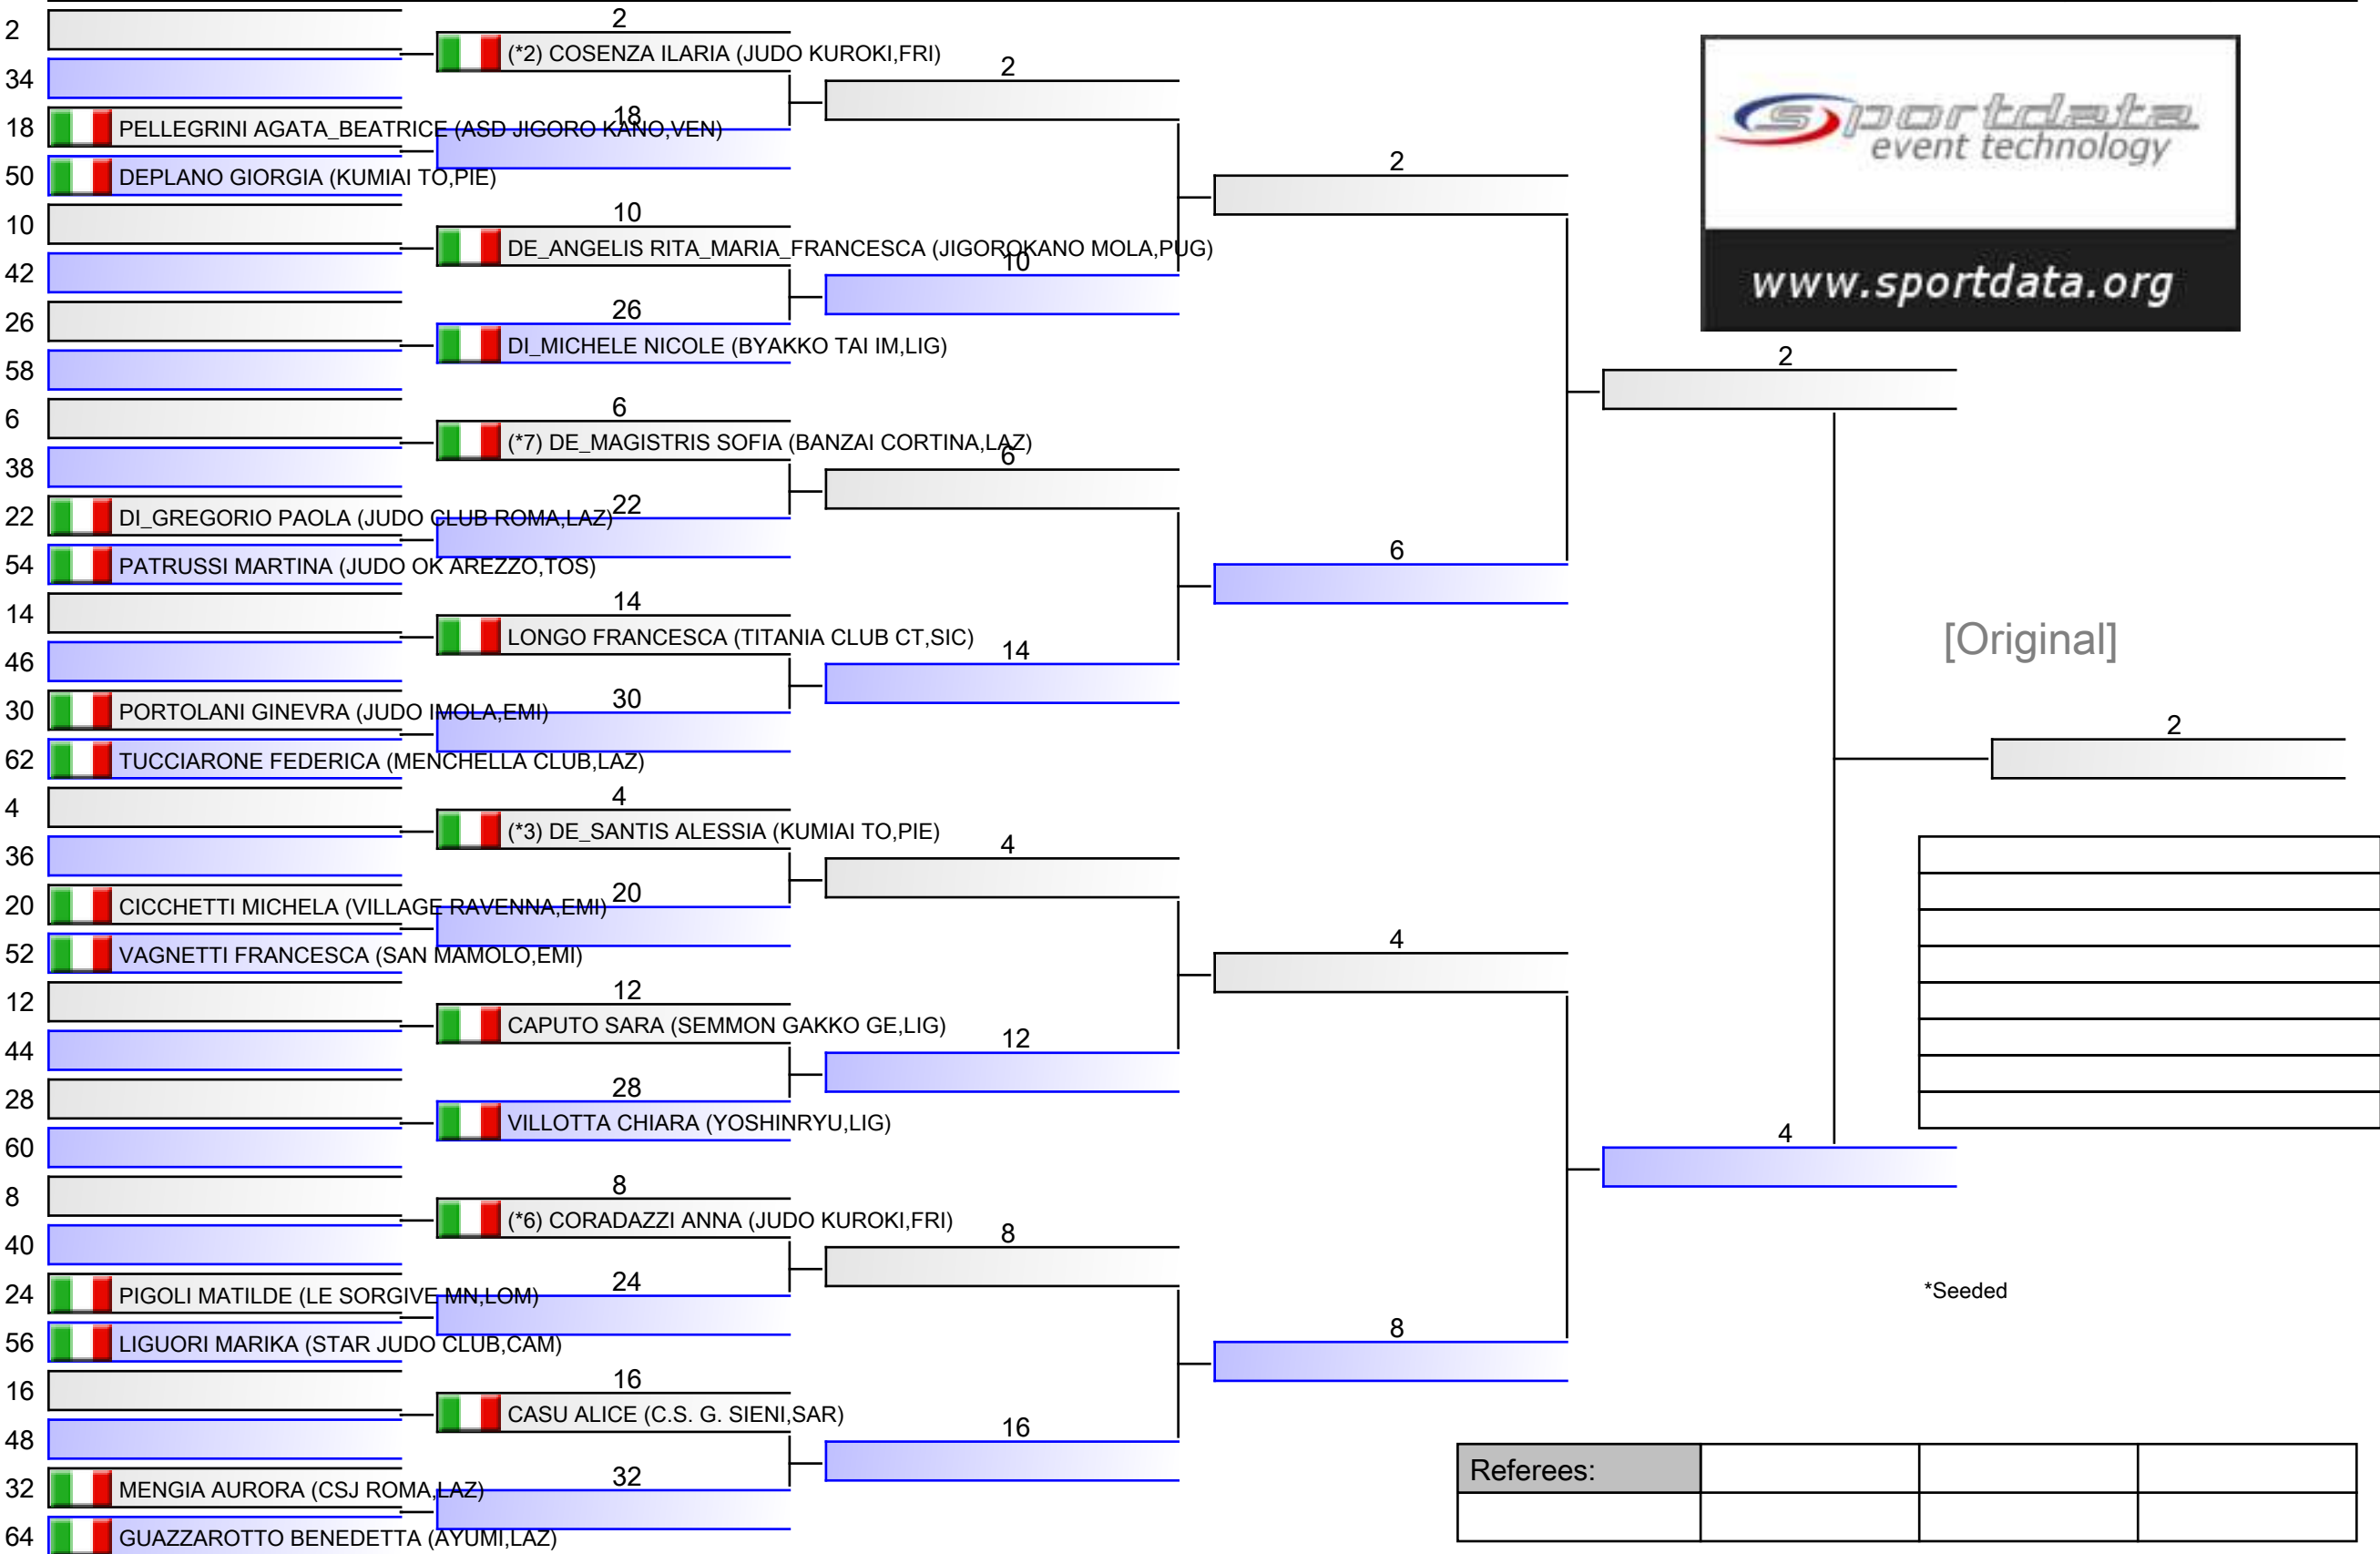 2
2
(*2) COSENZA ILARIA (JUDO KUROKI,FRI)
2
34
18
18
PELLEGRINI AGATA_BEATRICE (ASD JIGORO KANO,VEN)
50
DEPLANO GIORGIA (KUMIAI TO,PIE)
2
10
10
DE_ANGELIS RITA_MARIA_FRANCESCA (JIGOROKANO MOLA,PUG)
10
42
26
26
DI_MICHELE NICOLE (BYAKKO TAI IM,LIG)
58
2
6
6
(*7) DE_MAGISTRIS SOFIA (BANZAI CORTINA,LAZ)
6
38
22
22
DI_GREGORIO PAOLA (JUDO CLUB ROMA,LAZ)
54
PATRUSSI MARTINA (JUDO OK AREZZO,TOS)
6
14
14
LONGO FRANCESCA (TITANIA CLUB CT,SIC)
14
46
30
30
PORTOLANI GINEVRA (JUDO IMOLA,EMI)
62
TUCCIARONE FEDERICA (MENCHELLA CLUB,LAZ)
4
4
(*3) DE_SANTIS ALESSIA (KUMIAI TO,PIE)
4
36
20
20
CICCHETTI MICHELA (VILLAGE RAVENNA,EMI)
52
VAGNETTI FRANCESCA (SAN MAMOLO,EMI)
4
12
12
CAPUTO SARA (SEMMON GAKKO GE,LIG)
12
44
28
28
VILLOTTA CHIARA (YOSHINRYU,LIG)
60
4
8
8
(*6) CORADAZZI ANNA (JUDO KUROKI,FRI)
8
40
24
24
PIGOLI MATILDE (LE SORGIVE MN,LOM)
56
LIGUORI MARIKA (STAR JUDO CLUB,CAM)
8
16
16
CASU ALICE (C.S. G. SIENI,SAR)
16
48
32
32
MENGIA AURORA (CSJ ROMA,LAZ)
64
GUAZZAROTTO BENEDETTA (AYUMI,LAZ)
sportdata
event technology
www.sportdata.org
[Original]
2
*Seeded
Referees: